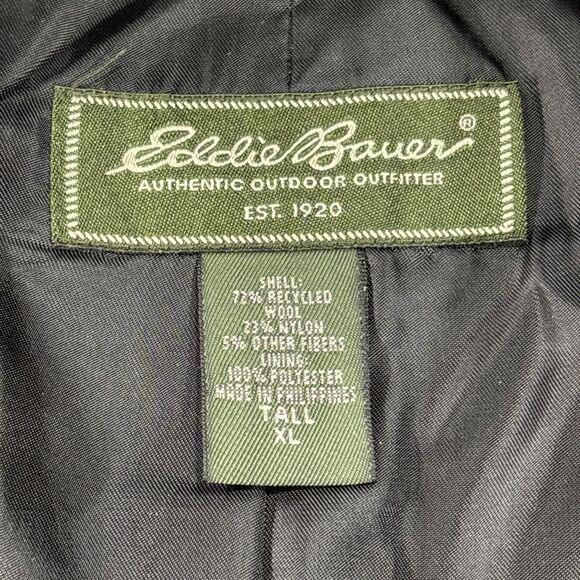 Eddie Bauer®
AUTHENTIC OUTDOOR OUTFITTER
EST. 1920
SHELL:
72% RECYCLED
WOOL
23% NYLON
5% OTHER FIBERS
LINING:
100% POLYESTER
MADE IN PHILIPPINES
TALL
XL